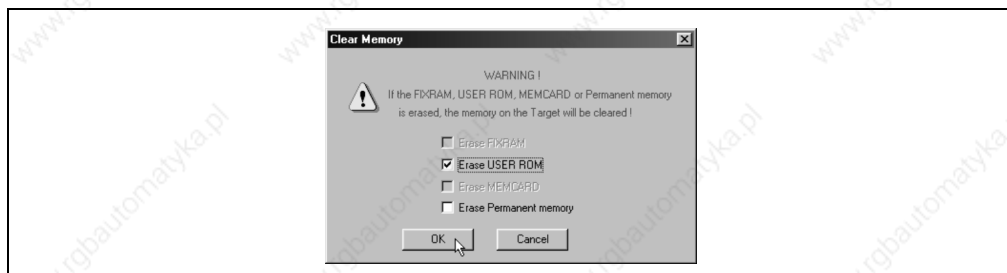 Clear Memory
WARNING !
If the FIXRAM, USER ROM, MEMCARD or Permanent memory
is erased, the memory on the Target will be cleared !
Erase FIXRAM
Erase USER ROM
Erase MEMCARD
Erase Permanent memory
OK
Cancel